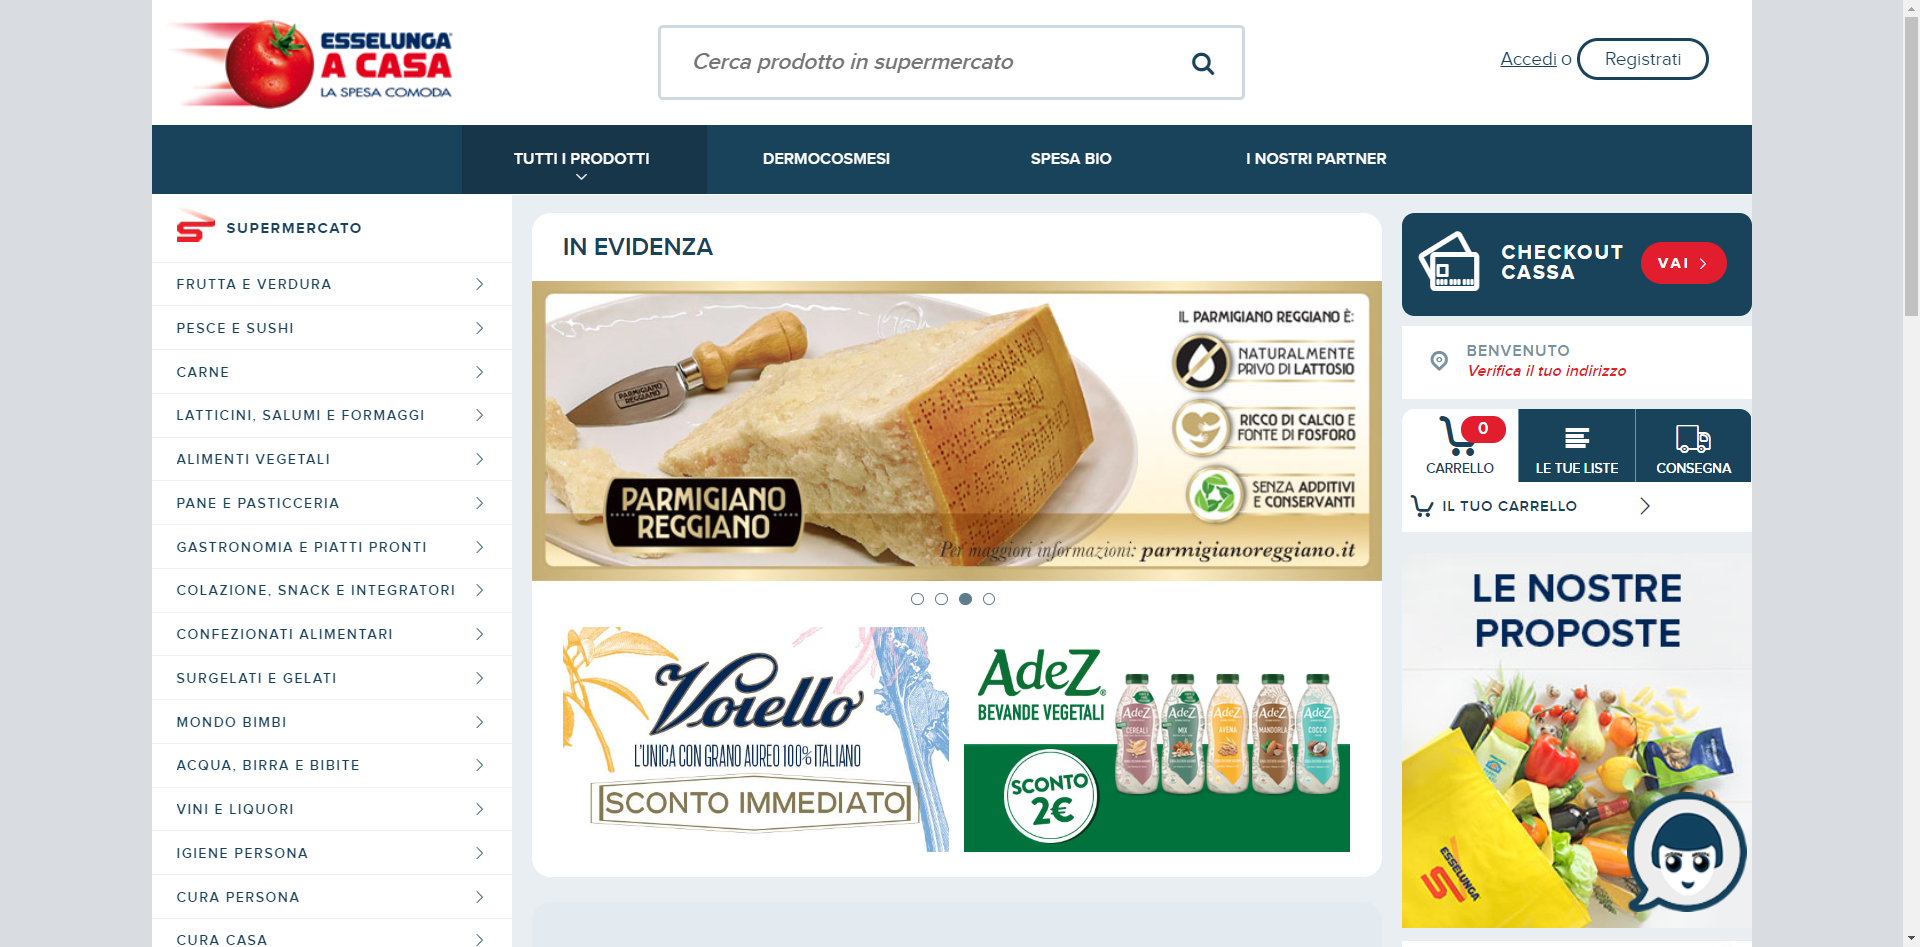 ESSELUNGA
A CASA
LA SPESA COMODA
Cerca prodotto in supermercato
Accedi o Registrati
TUTTI I PRODOTTI
DERMOCOSMESI
SPESA BIO
I NOSTRI PARTNER
SUPERMERCATO
FRUTTA E VERDURA
PESCE E SUSHI
CARNE
LATTICINI, SALUMI E FORMAGGI
ALIMENTI VEGETALI
PANE E PASTICCERIA
GASTRONOMIA E PIATTI PRONTI
COLAZIONE, SNACK E INTEGRATORI
CONFEZIONATI ALIMENTARI
SURGELATI E GELATI
MONDO BIMBI
ACQUA, BIRRA E BIBITE
VINI E LIQUORI
IGIENE PERSONA
CURA PERSONA
CURA CASA
IN EVIDENZA
PARMIGIANO
REGGIANO
IL PARMIGIANO REGGIANO È:
NATURALMENTE
PRIVO DI LATTOSIO
RICCO DI CALCIO E
FONTE DI FOSFORO
SENZA ADDITIVI
E CONSERVANTI
PARMIGIANO
REGGIANO
Per maggiori informazioni: parmigianoreggiano.it
Voiello
L'UNICA CON GRANO AUREO 100% ITALIANO
SCONTO IMMEDIATO
AdeZ®
BEVANDE VEGETALI
AdeZ
CEREALI
AdeZ
MIX
AdeZ
AVENA
AdeZ
MANDORLA
AdeZ
COCCO
SCONTO
2€
CHECKOUT
CASSA
VAI
BENVENUTO
Verifica il tuo indirizzo
0
CARRELLO
LE TUE LISTE
CONSEGNA
IL TUO CARRELLO
LE NOSTRE
PROPOSTE
ESSELUNGA